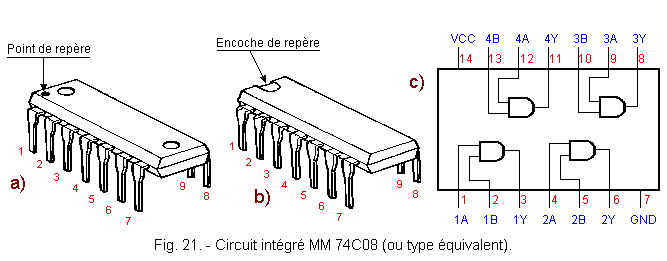 Point de repère
Encoche de repère
VCC 4B 4A 4Y 3B 3A 3Y
14 13 12 11 10 9 8
c)
1 2 3 4 5 6 7 9 8
a)
1 2 3 4 5 6 7 9 8
b)
1 2 3 4 5 6 7
1A 1B 1Y 2A 2B 2Y GND
Fig. 21. - Circuit intégré MM 74C08 (ou type équivalent).